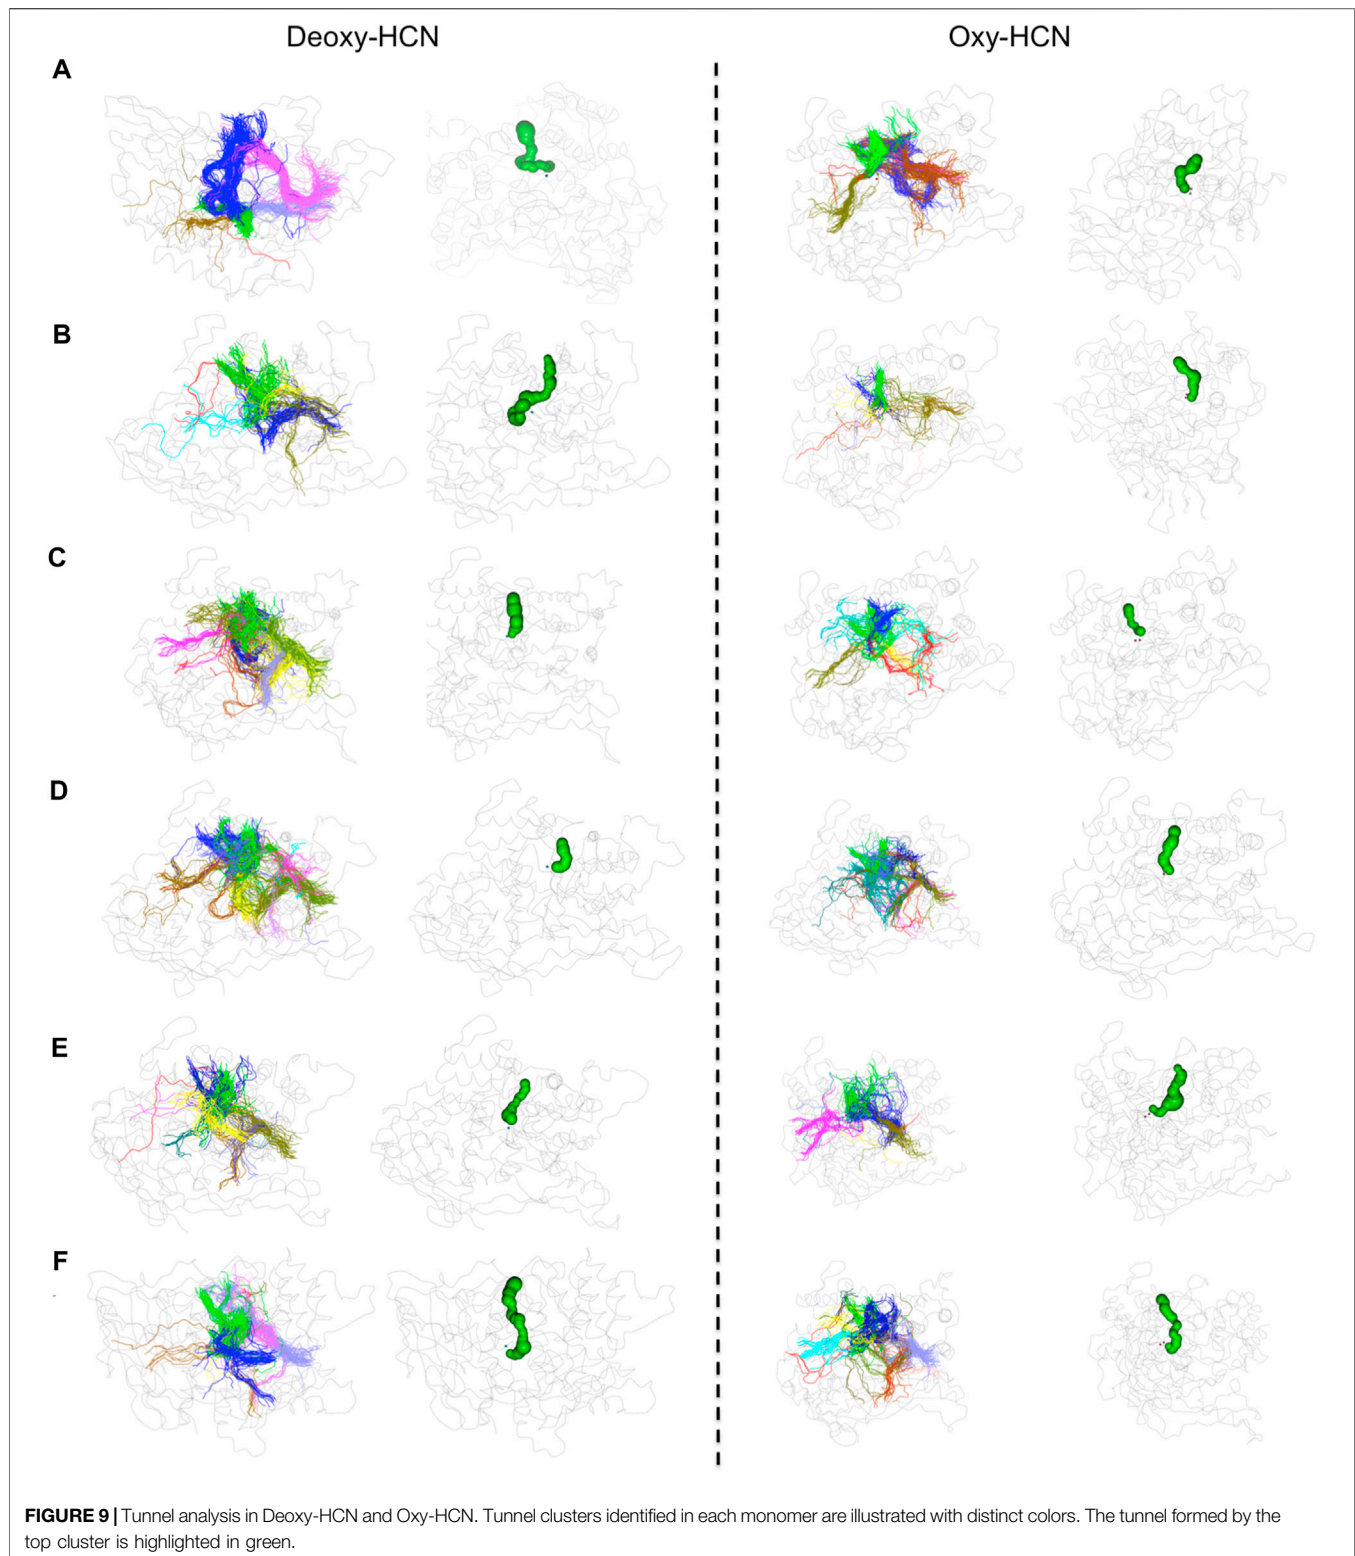 Deoxy-HCN
Oxy-HCN
A
B
C
D
E
F
FIGURE 9 | Tunnel analysis in Deoxy-HCN and Oxy-HCN. Tunnel clusters identified in each monomer are illustrated with distinct colors. The tunnel formed by the
top cluster is highlighted in green.